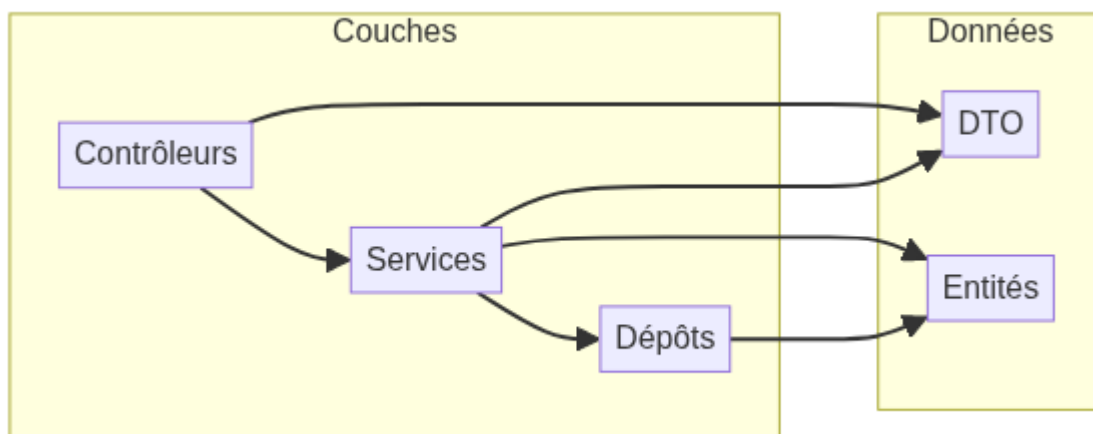 Couches
Données
Contrôleurs
Services
Dépôts
DTO
Entités